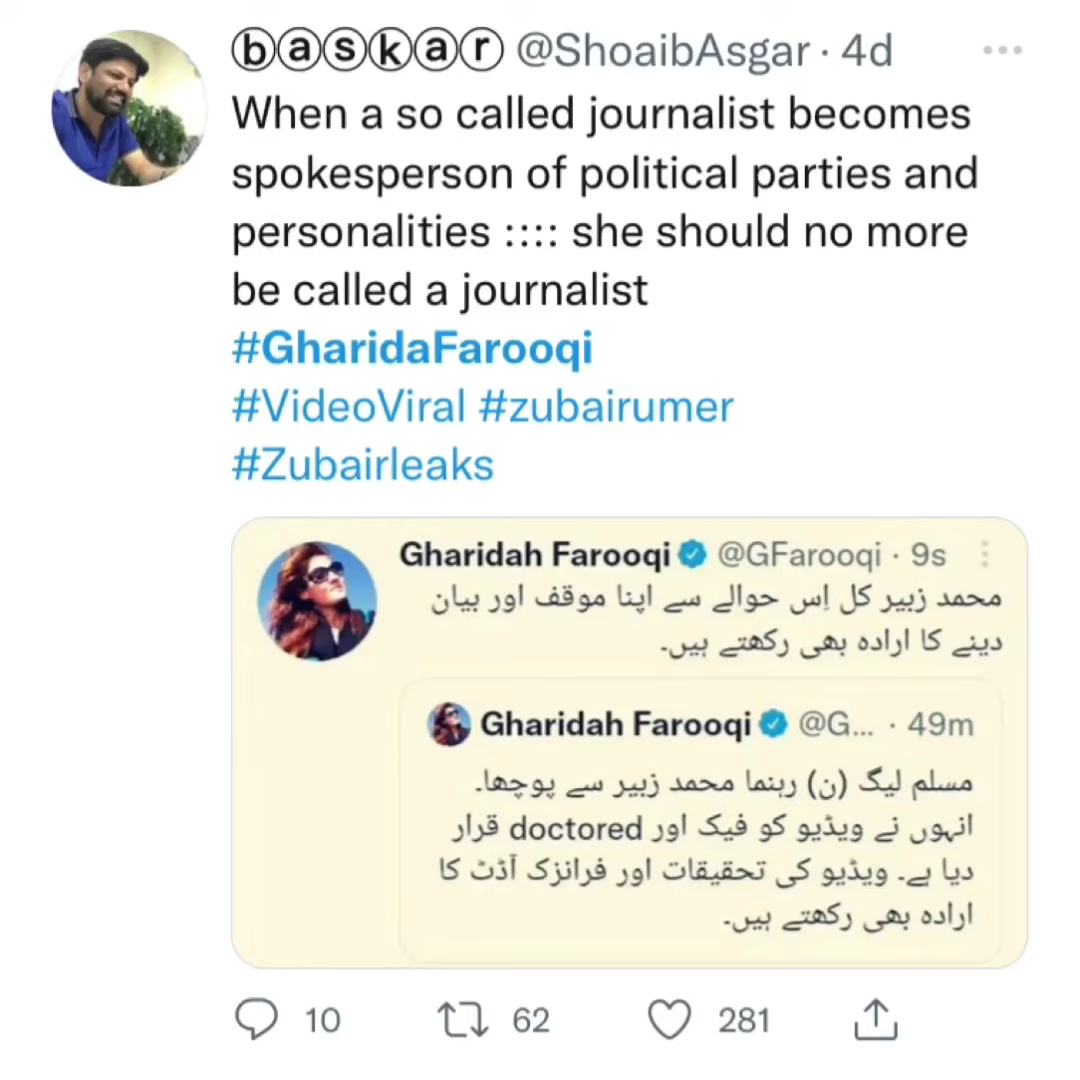 ⓑⓐⓢⓚⓐⓡ @ShoaibAsgar · 4d
When a so called journalist becomes
spokesperson of political parties and
personalities :::: she should no more
be called a journalist
#GharidaFarooqi
#VideoViral #zubairumer
#Zubairleaks
Gharidah Farooqi @GFarooqi · 9s
محمد زبیر کل اِس حوالے سے اپنا موقف اور بیان
دینے کا ارادہ بھی رکھتے ہیں۔
Gharidah Farooqi @G... · 49m
مسلم لیگ (ن) رہنما محمد زبیر سے پوچھا۔
انہوں نے ویڈیو کو فیک اور doctored قرار
دیا ہے۔ ویڈیو کی تحقیقات اور فرانزک آڈٹ کا
ارادہ بھی رکھتے ہیں۔
10 62 281